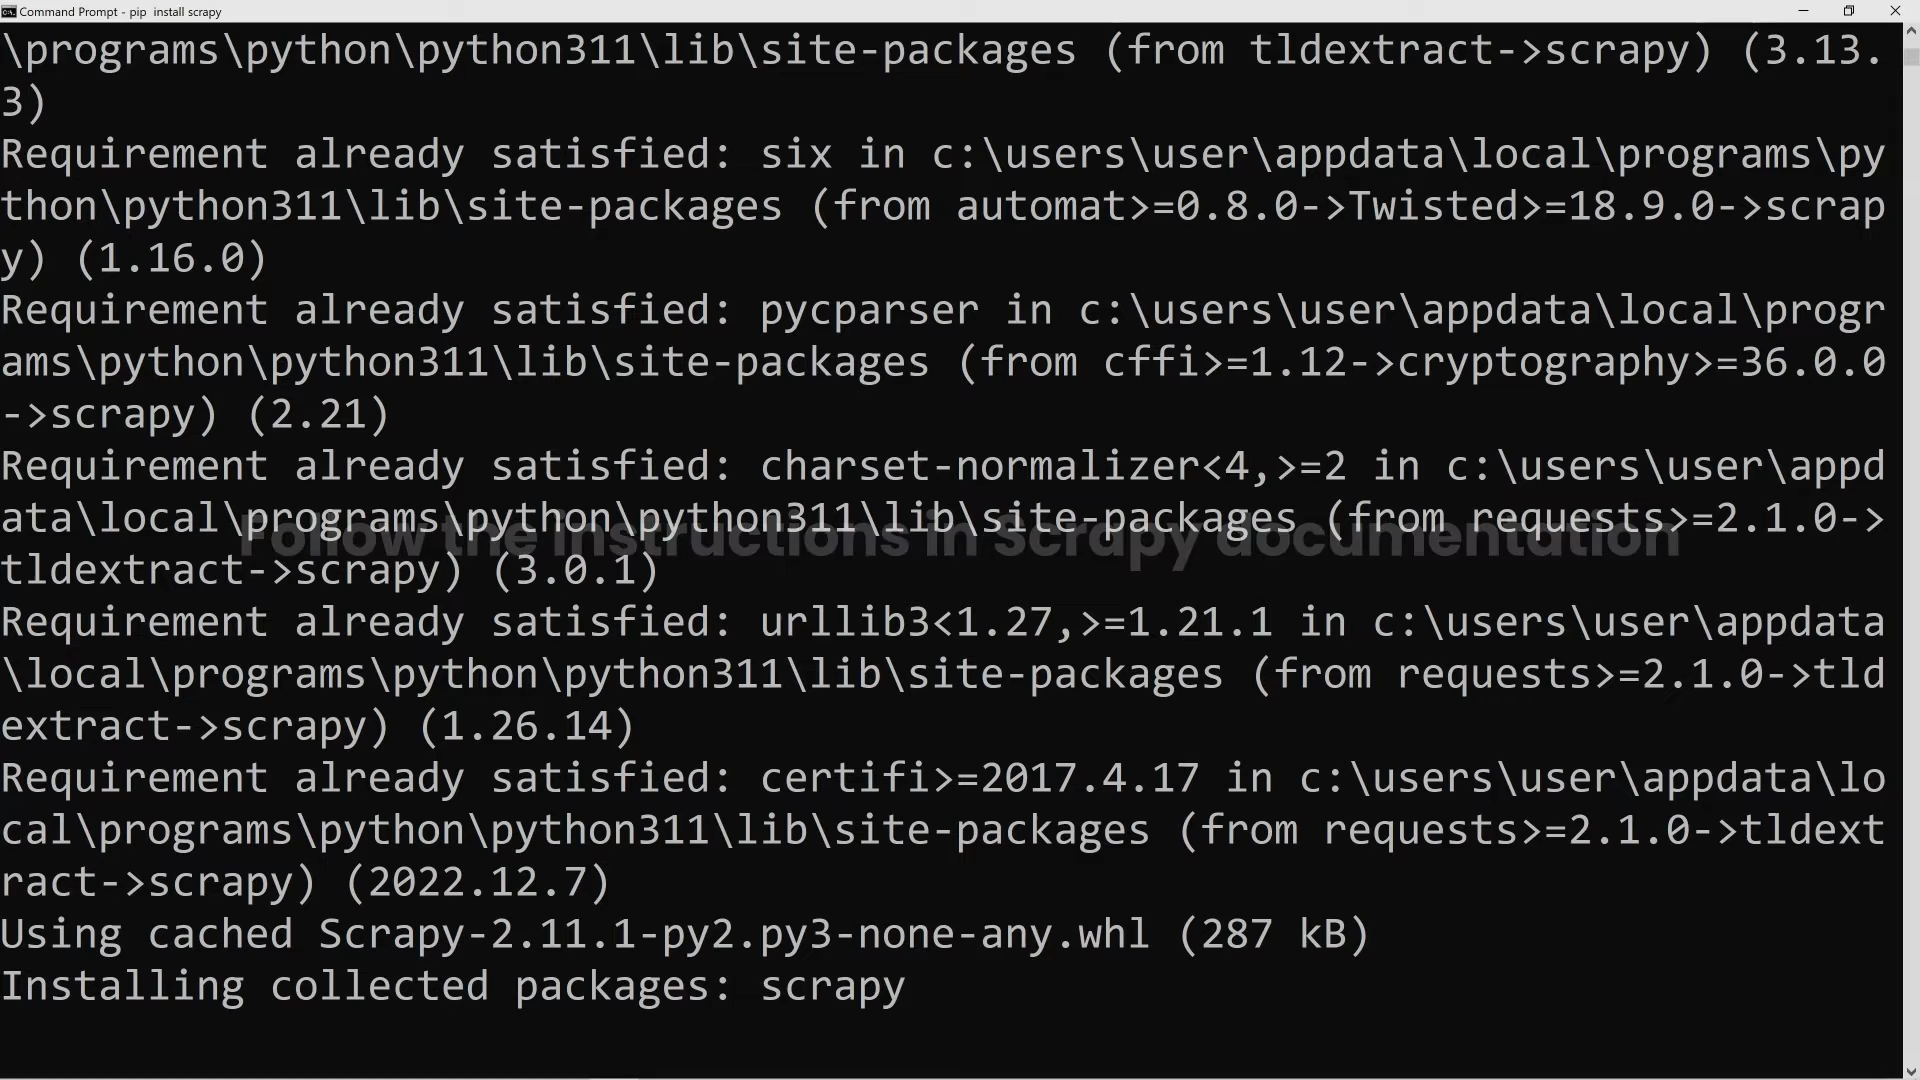 Command Prompt - pip  install scrapy
\programs\python\python311\lib\site-packages (from tldextract->scrapy) (3.13.
3)
Requirement already satisfied: six in c:\users\user\appdata\local\programs\py
thon\python311\lib\site-packages (from automat>=0.8.0->Twisted>=18.9.0->scrap
y) (1.16.0)
Requirement already satisfied: pycparser in c:\users\user\appdata\local\progr
ams\python\python311\lib\site-packages (from cffi>=1.12->cryptography>=36.0.0
->scrapy) (2.21)
Requirement already satisfied: charset-normalizer<4,>=2 in c:\users\user\appd
ata\local\programs\python\python311\lib\site-packages (from requests>=2.1.0->
Follow the instructions in Scrapy documentation
tldextract->scrapy) (3.0.1)
Requirement already satisfied: urllib3<1.27,>=1.21.1 in c:\users\user\appdata
\local\programs\python\python311\lib\site-packages (from requests>=2.1.0->tld
extract->scrapy) (1.26.14)
Requirement already satisfied: certifi>=2017.4.17 in c:\users\user\appdata\lo
cal\programs\python\python311\lib\site-packages (from requests>=2.1.0->tldext
ract->scrapy) (2022.12.7)
Using cached Scrapy-2.11.1-py2.py3-none-any.whl (287 kB)
Installing collected packages: scrapy